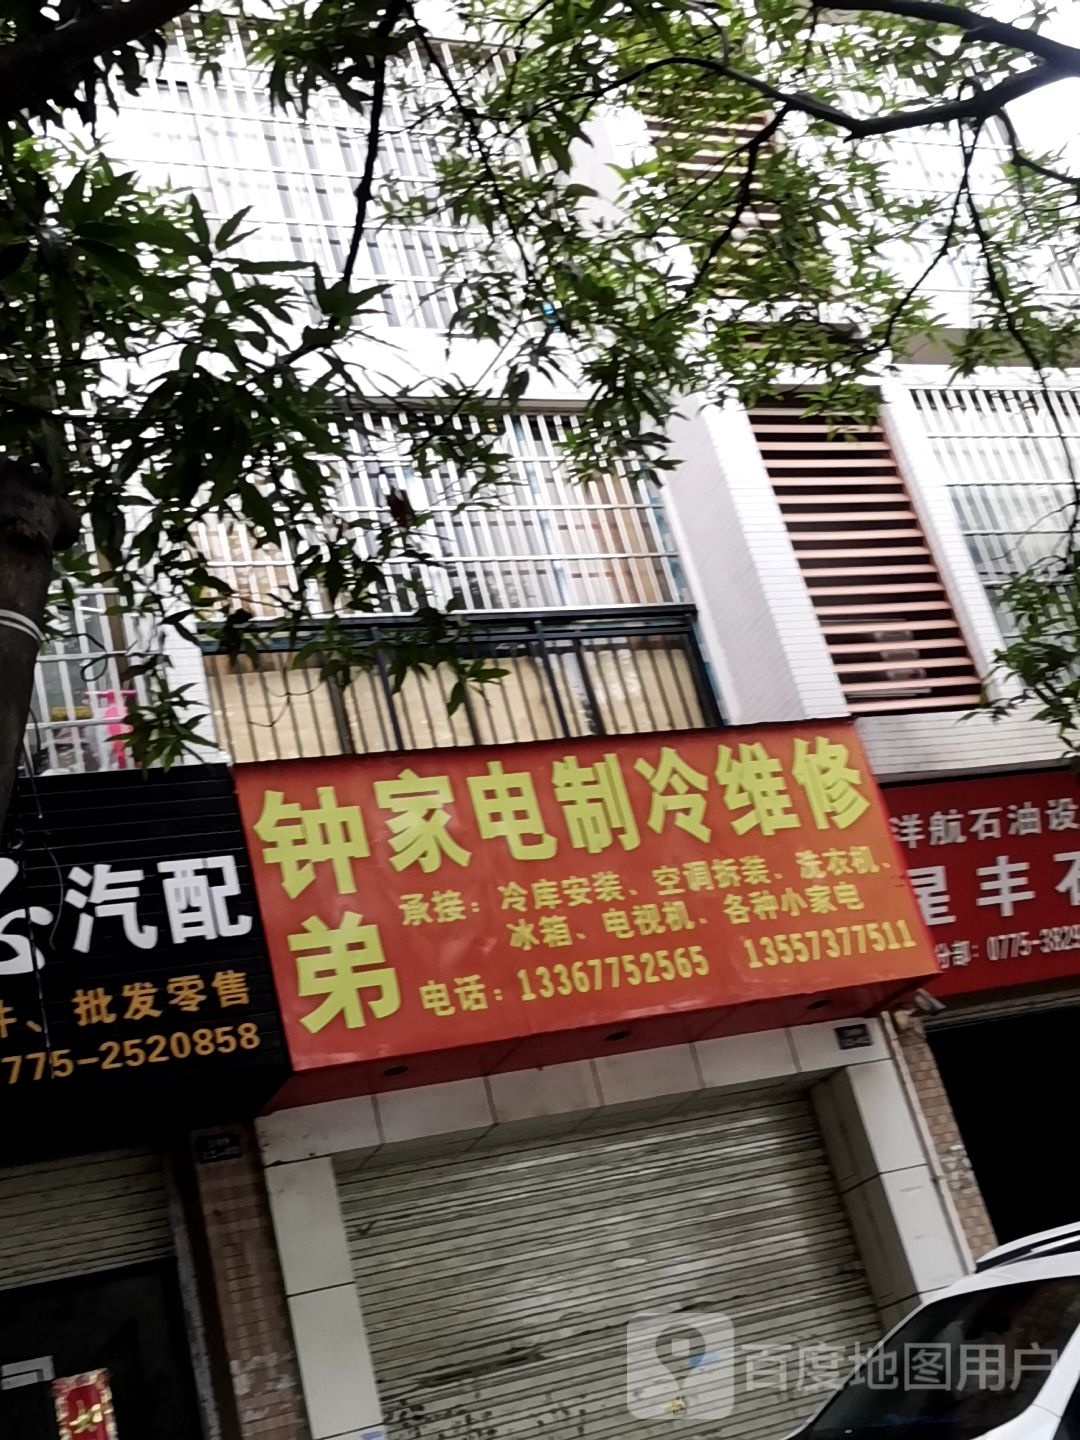 钟弟
家电制冷维修
承接：冷库安装、空调拆装、洗衣机、
冰箱、电视机、各种小家电
电话：13367752565 13557377511
汽配
、批发零售
775-2520858
洋航石油设
星丰石
分部：0775-3829
百度地图用户